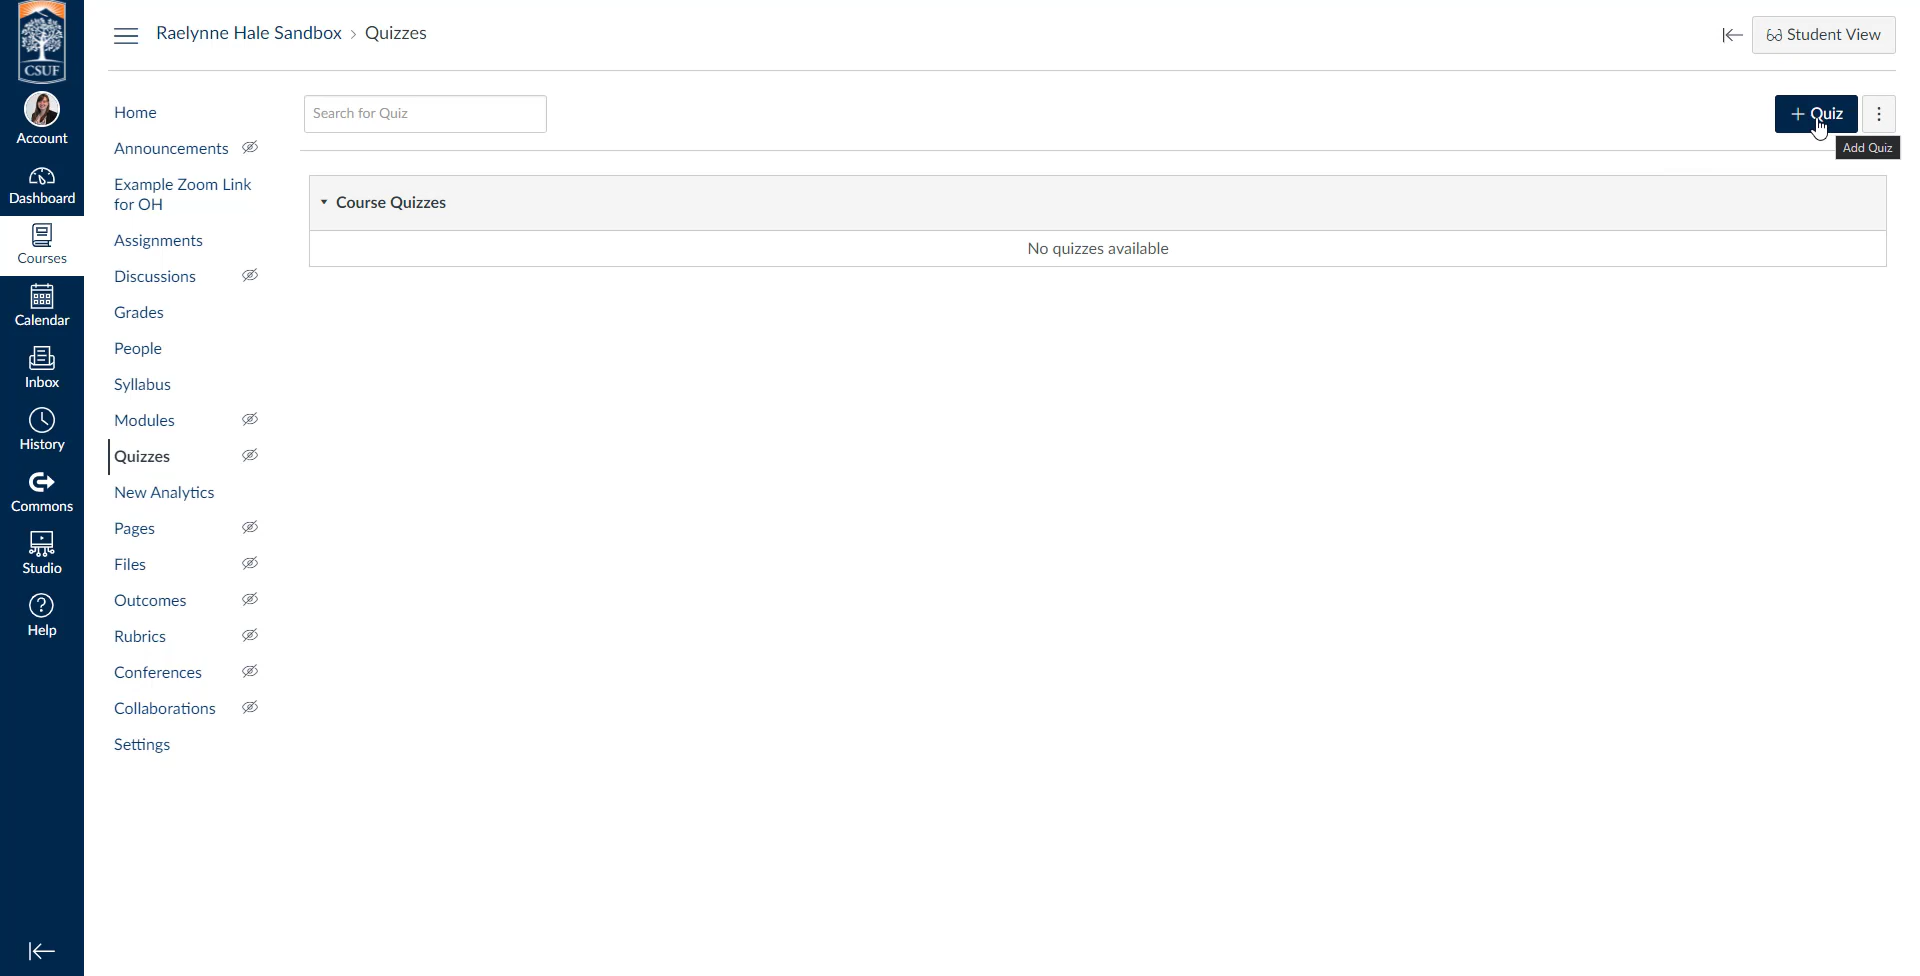 CSUF
Account
Dashboard
Courses
Calendar
Inbox
History
Commons
Studio
Help
Raelynne Hale Sandbox › Quizzes
Student View
Home
Announcements
Example Zoom Link
for OH
Assignments
Discussions
Grades
People
Syllabus
Modules
Quizzes
New Analytics
Pages
Files
Outcomes
Rubrics
Conferences
Collaborations
Settings
Search for Quiz
+ Quiz
Add Quiz
Course Quizzes
No quizzes available